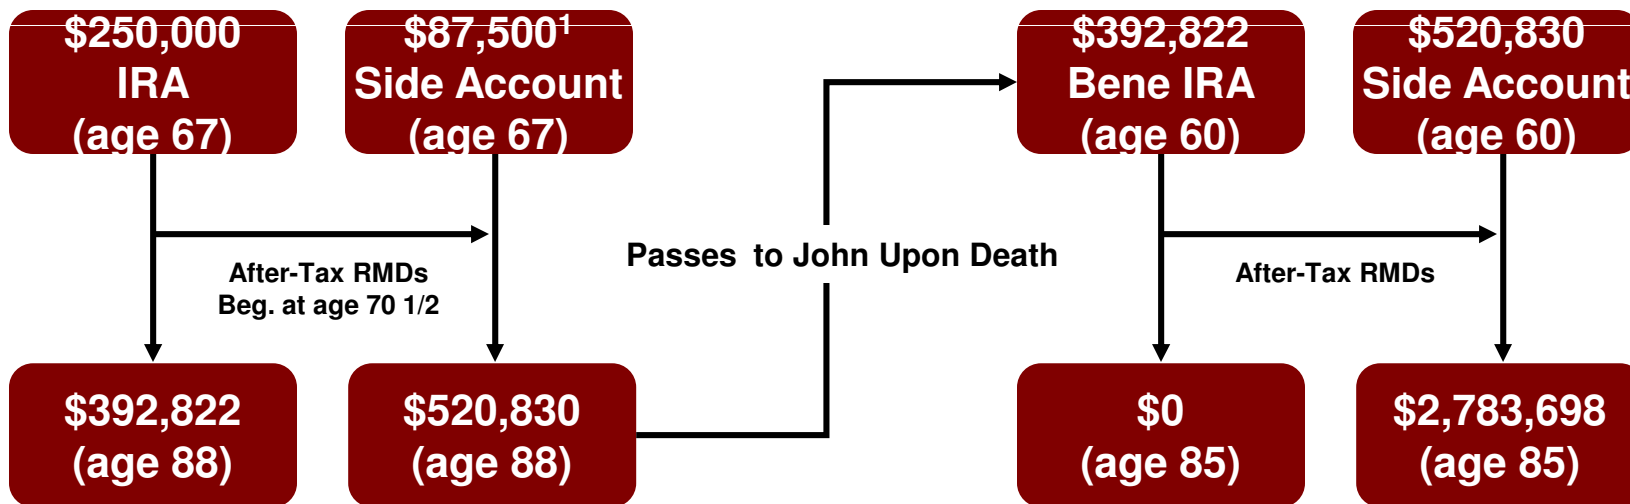 $250,000
IRA
(age 67)
$87,500¹
Side Account
(age 67)
After-Tax RMDs
Beg. at age 70 1/2
$392,822
(age 88)
$520,830
(age 88)
Passes to John Upon Death
$392,822
Bene IRA
(age 60)
$520,830
Side Account
(age 60)
After-Tax RMDs
$0
(age 85)
$2,783,698
(age 85)